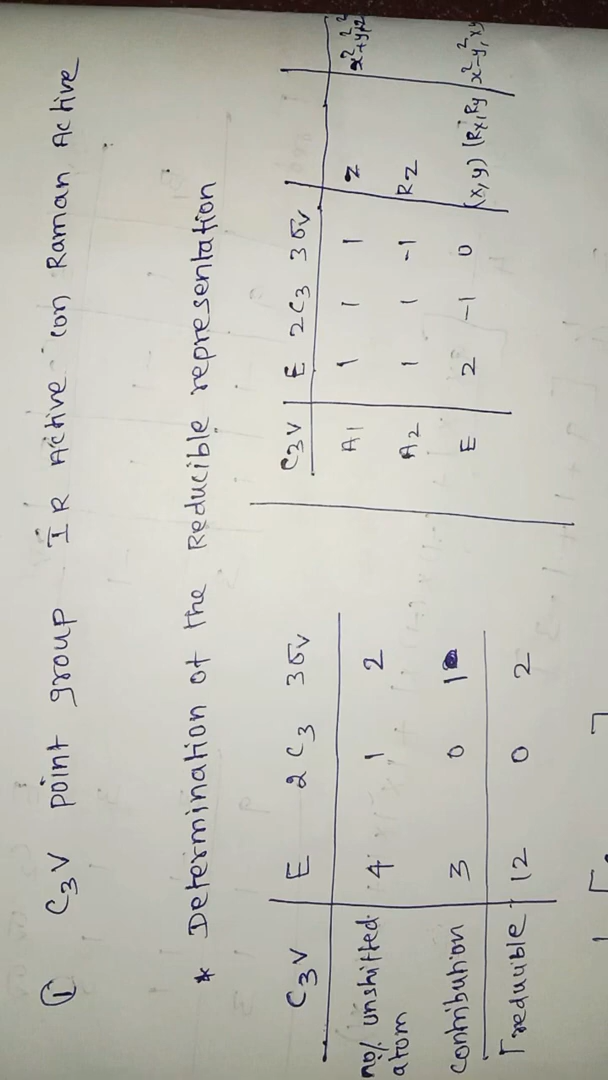 ① C3V point group IR Active con Raman Active
* Determination of the Reducible representation
C3V E 2C3 3σv
no/. unshifted atom 4 1 2
contribution 3 0 1
Γreducible 12 0 2
C3V E 2C3 3σv
A1 1 1 1 z x²+y², z²
A2 1 1 -1 Rz
E 2 -1 0 (x,y) (Rx,Ry x²-y², xy